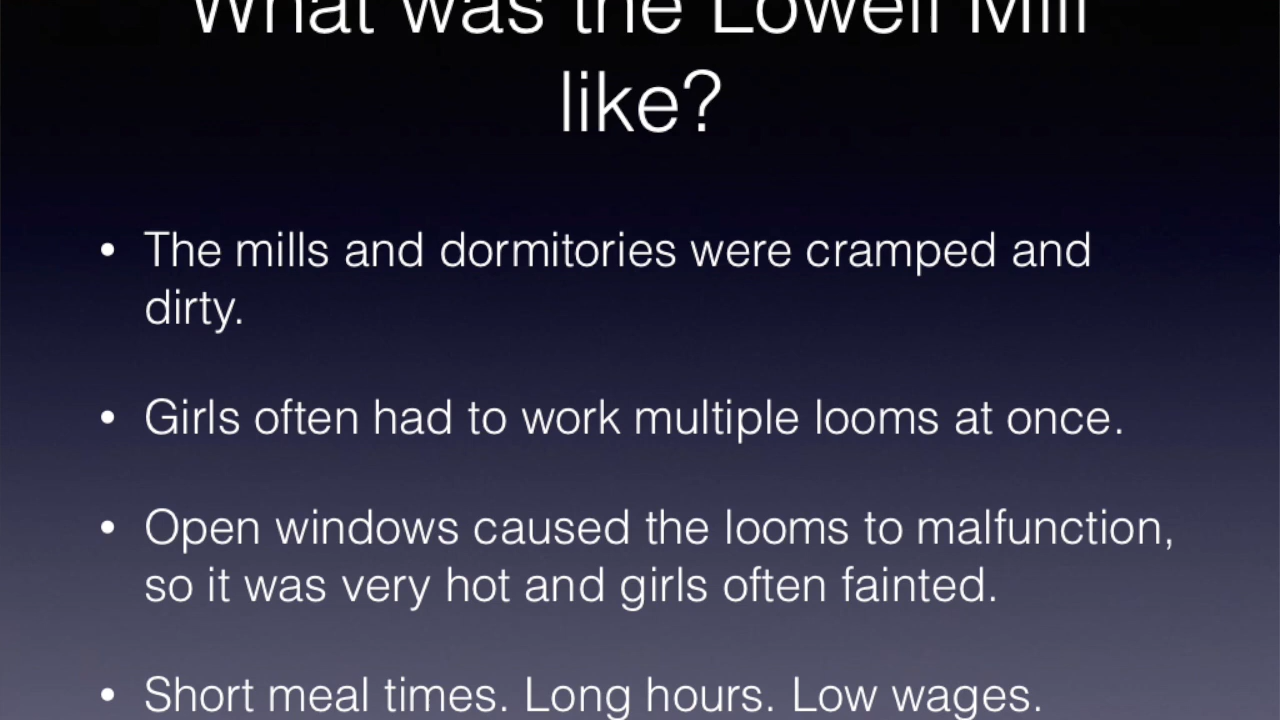 What was the Lowell Mill
like?
• The mills and dormitories were cramped and
dirty.
• Girls often had to work multiple looms at once.
• Open windows caused the looms to malfunction,
so it was very hot and girls often fainted.
• Short meal times. Long hours. Low wages.